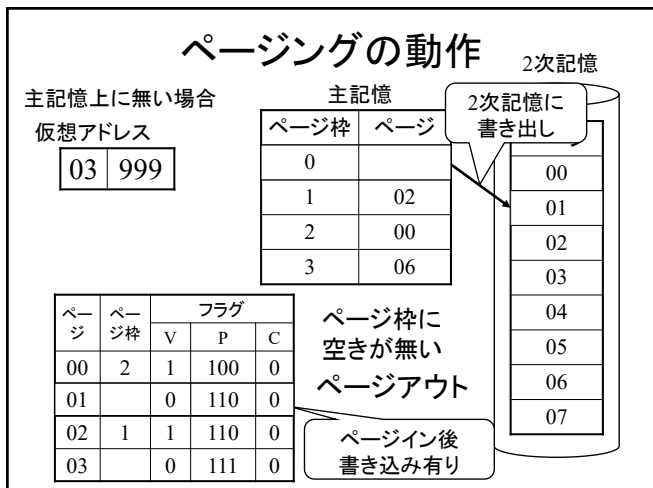 ページングの動作
2次記憶
主記憶上に無い場合
仮想アドレス
03 999
主記憶
ページ枠 ページ
0
1 02
2 00
3 06
2次記憶に
書き出し
00
01
02
03
04
05
06
07
ページ ページ枠 フラグ
V P C
00 2 1 100 0
01 0 110 0
02 1 1 110 0
03 0 111 0
ページ枠に
空きが無い
ページアウト
ページイン後
書き込み有り